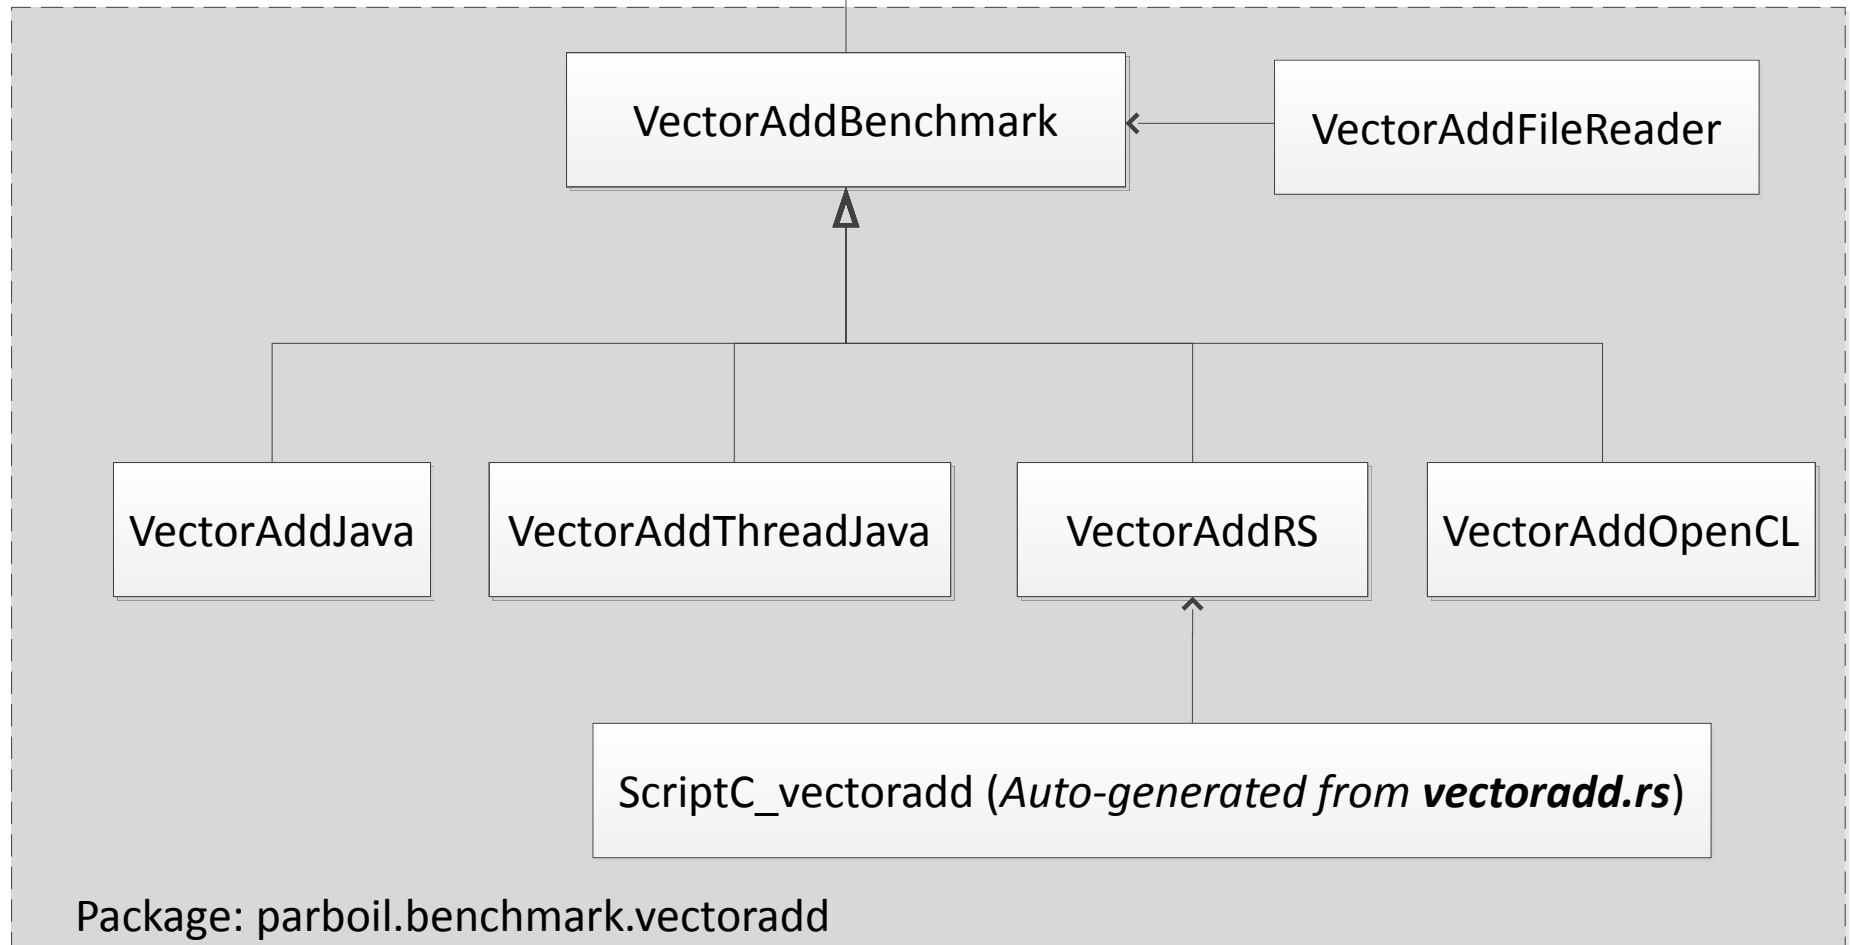 VectorAddBenchmark
VectorAddFileReader
VectorAddJava
VectorAddThreadJava
VectorAddRS
VectorAddOpenCL
ScriptC_vectoradd (Auto-generated from vectoradd.rs)
Package: parboil.benchmark.vectoradd